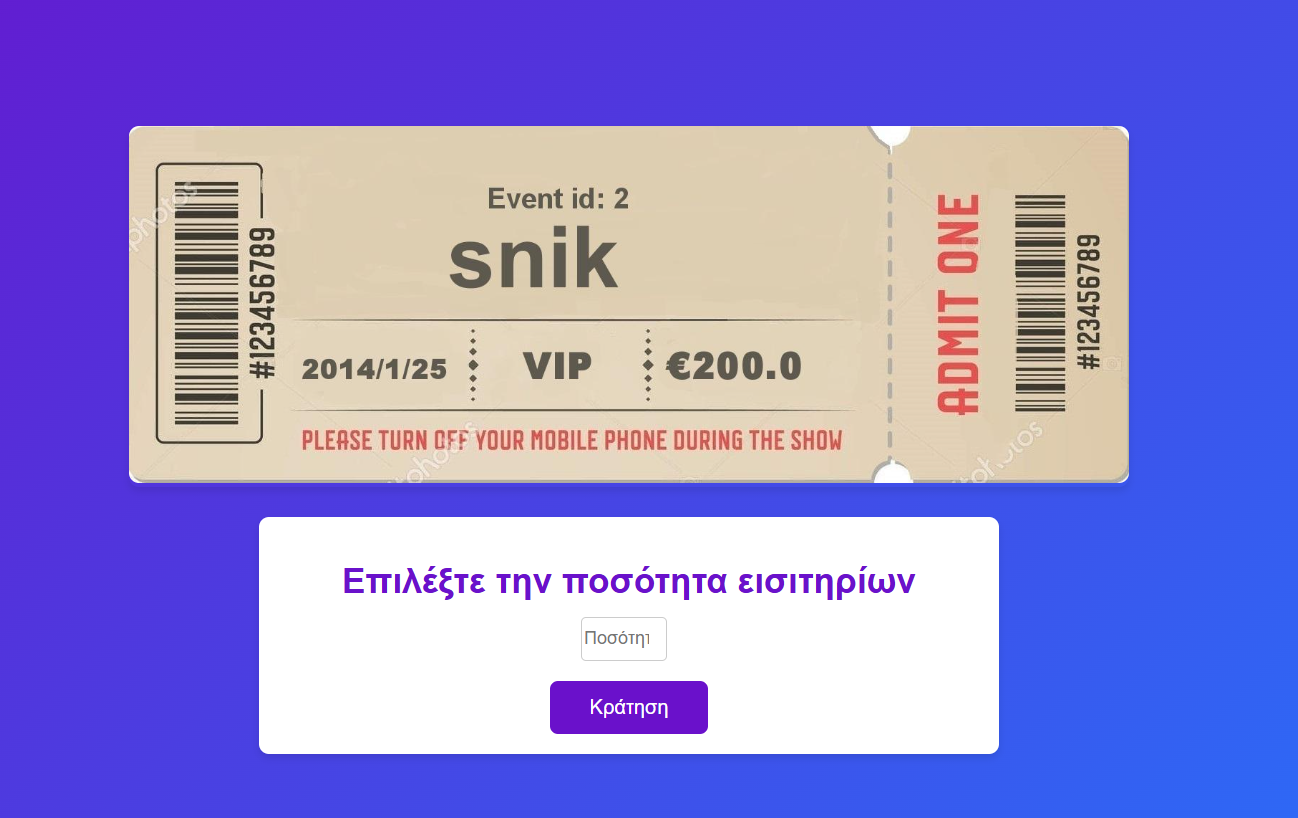 Event id: 2
snik
#123456789
2014/1/25 VIP €200.0
PLEASE TURN OFF YOUR MOBILE PHONE DURING THE SHOW
ADMIT ONE
#123456789
Επιλέξτε την ποσότητα εισιτηρίων
Ποσότητ
Κράτηση